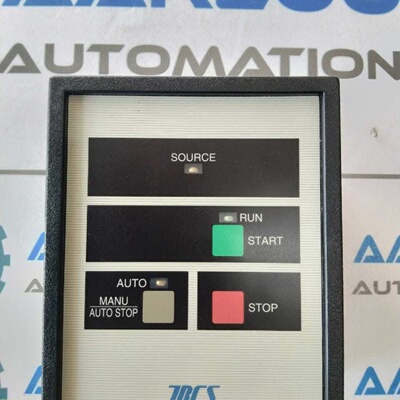 AUTOMATION
SOURCE
RUN
START
AUTO
MANU
AUTO STOP
STOP